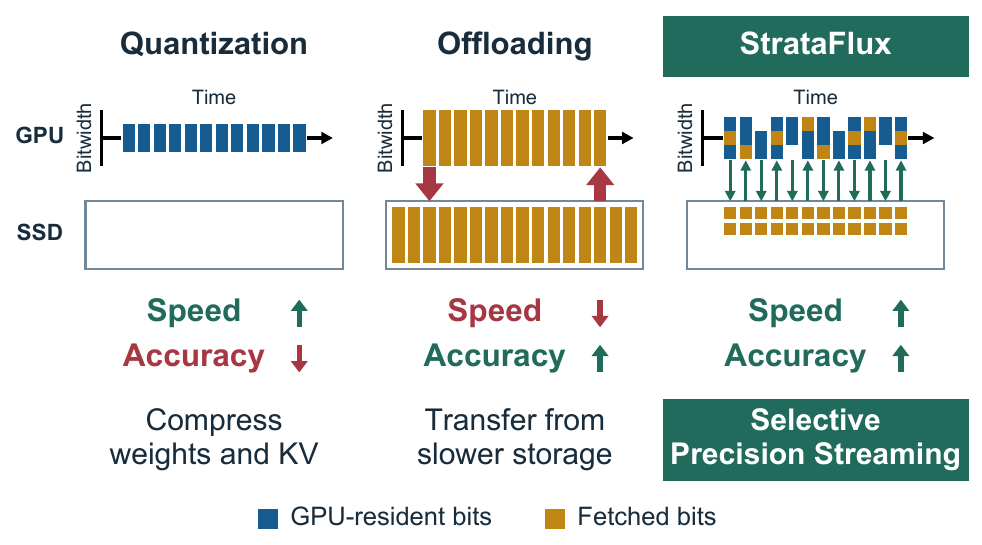 Quantization
Offloading
StrataFlux
Time
Time
Time
GPU
Bitwidth
Bitwidth
Bitwidth
SSD
Speed
Accuracy
Speed
Accuracy
Speed
Accuracy
Compress
weights and KV
Transfer from
slower storage
Selective
Precision Streaming
GPU-resident bits
Fetched bits